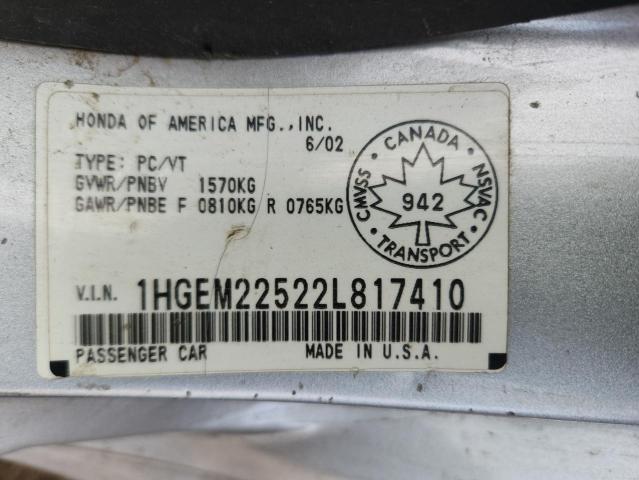 HONDA OF AMERICA MFG.,INC.
6/02
TYPE: PC/VT
GVWR/PNBV 1570KG
GAWR/PNBE F 0810KG R 0765KG
CANADA
CMVSS 942 NSVAC
TRANSPORT
V.I.N. 1HGEM22522L817410
PASSENGER CAR MADE IN U.S.A.